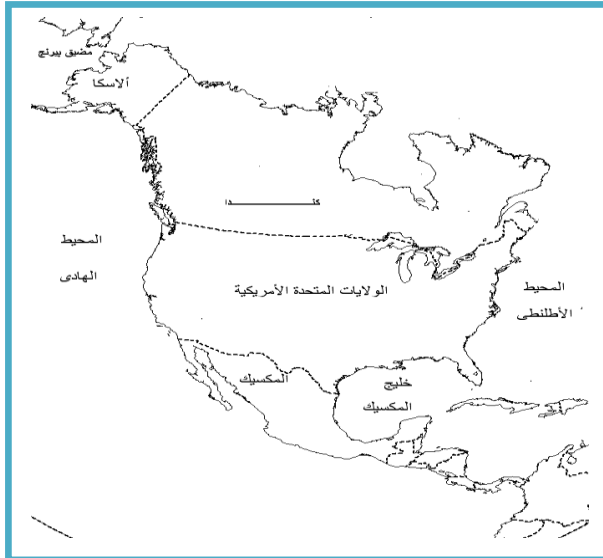 مضيق بيرنج
ألاسكا
كنـــــــــــــدا
المحيط
الهادى
الولايات المتحدة الأمريكية
المحيط
الأطلنطى
المكسيك
خليج
المكسيك